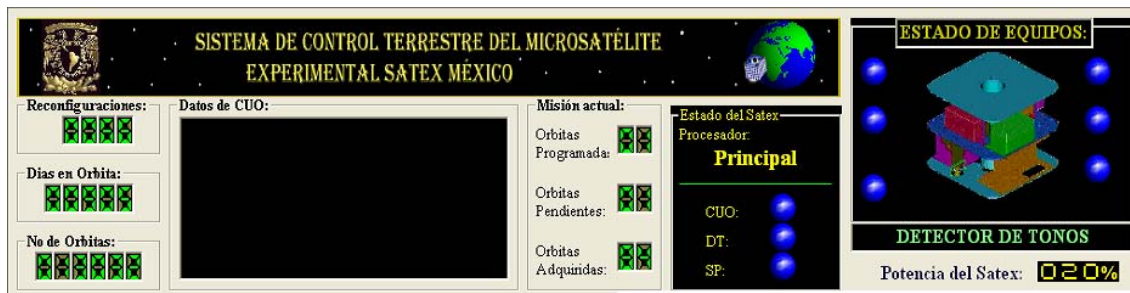 SISTEMA DE CONTROL TERRESTRE DEL MICROSATÉLITE
EXPERIMENTAL SATEX MÉXICO
Reconfiguraciones:
Dias en Orbita:
No de Orbitas:
Datos de CUO:
Misión actual:
Orbitas
Programada:
Orbitas
Pendientes:
Orbitas
Adquiridas:
Estado del Satex
Procesador:
Principal
CUO:
DT:
SP:
ESTADO DE EQUIPOS:
DETECTOR DE TONOS
Potencia del Satex: 020%